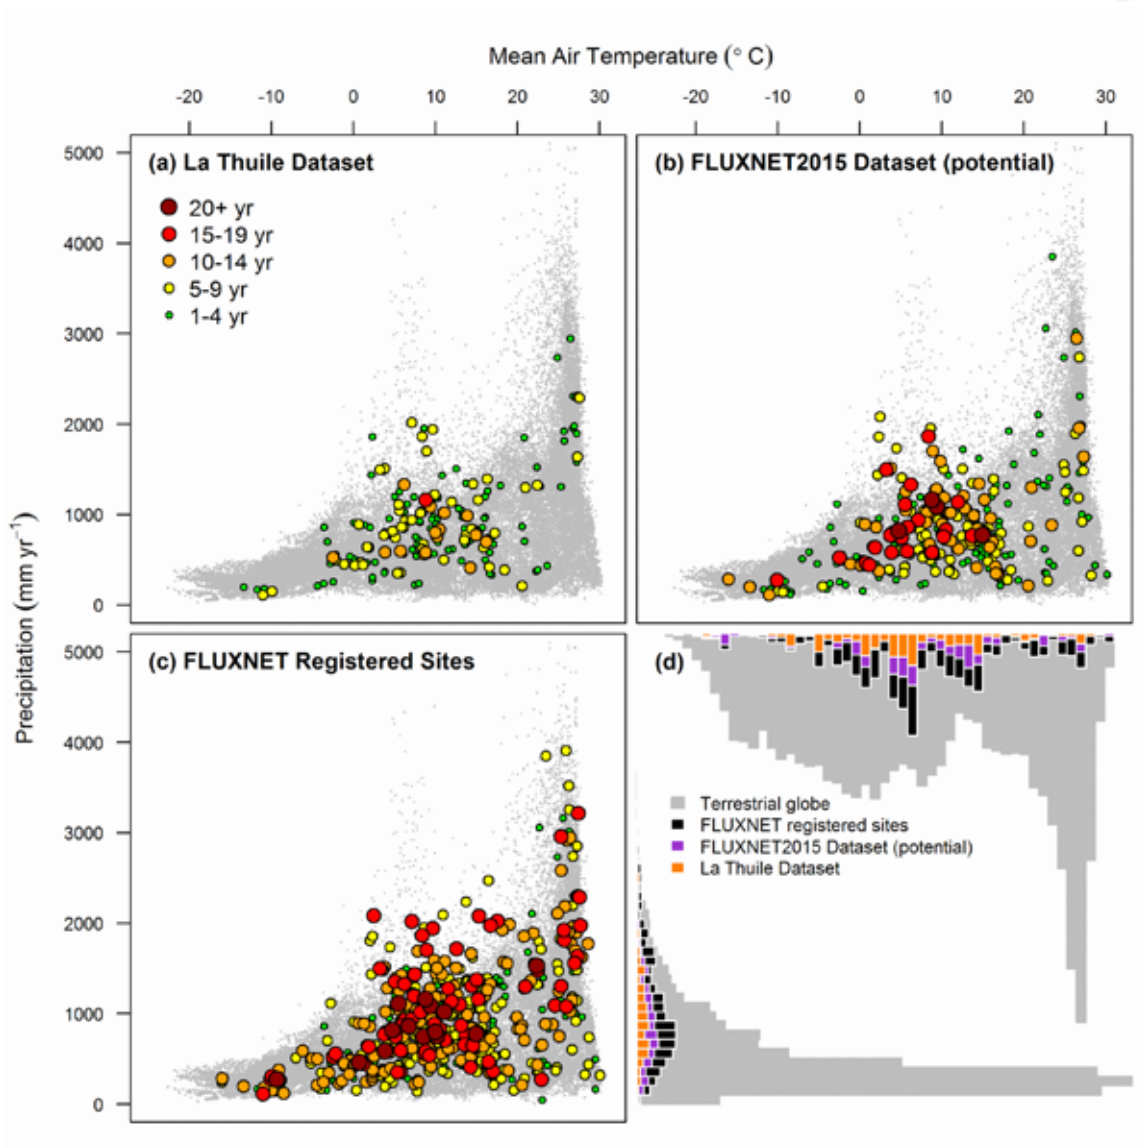 Mean Air Temperature (° C)
-20 -10 0 10 20 30
-20 -10 0 10 20 30
Precipitation (mm yr⁻¹)
(a) La Thuile Dataset
5000
4000
3000
2000
1000
0
20+ yr
15-19 yr
10-14 yr
5-9 yr
1-4 yr
(b) FLUXNET2015 Dataset (potential)
(c) FLUXNET Registered Sites
5000
4000
3000
2000
1000
0
(d)
Terrestrial globe
FLUXNET registered sites
FLUXNET2015 Dataset (potential)
La Thuile Dataset